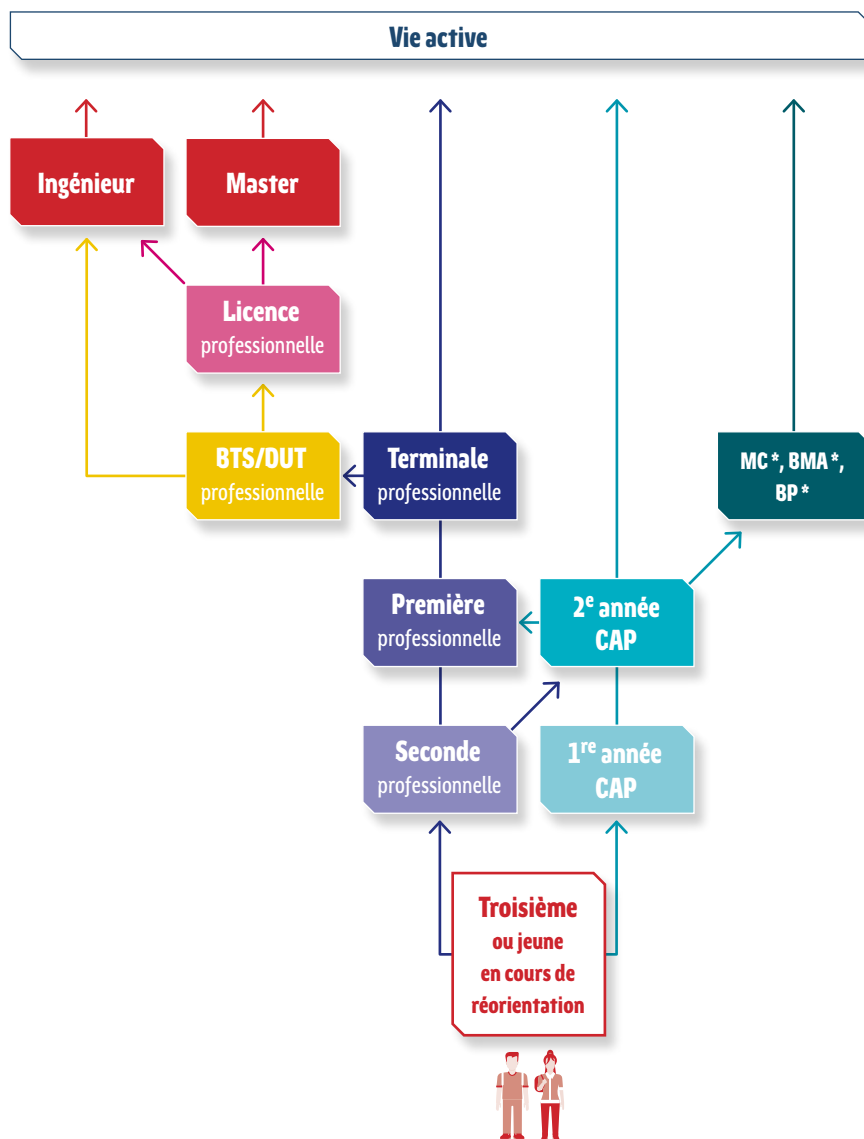 Vie active
Ingénieur
Master
Licence
professionnelle
BTS/DUT
professionnelle
Terminale
professionnelle
MC*, BMA*,
BP*
Première
professionnelle
2e année
CAP
Seconde
professionnelle
1re année
CAP
Troisième
ou jeune
en cours de
réorientation